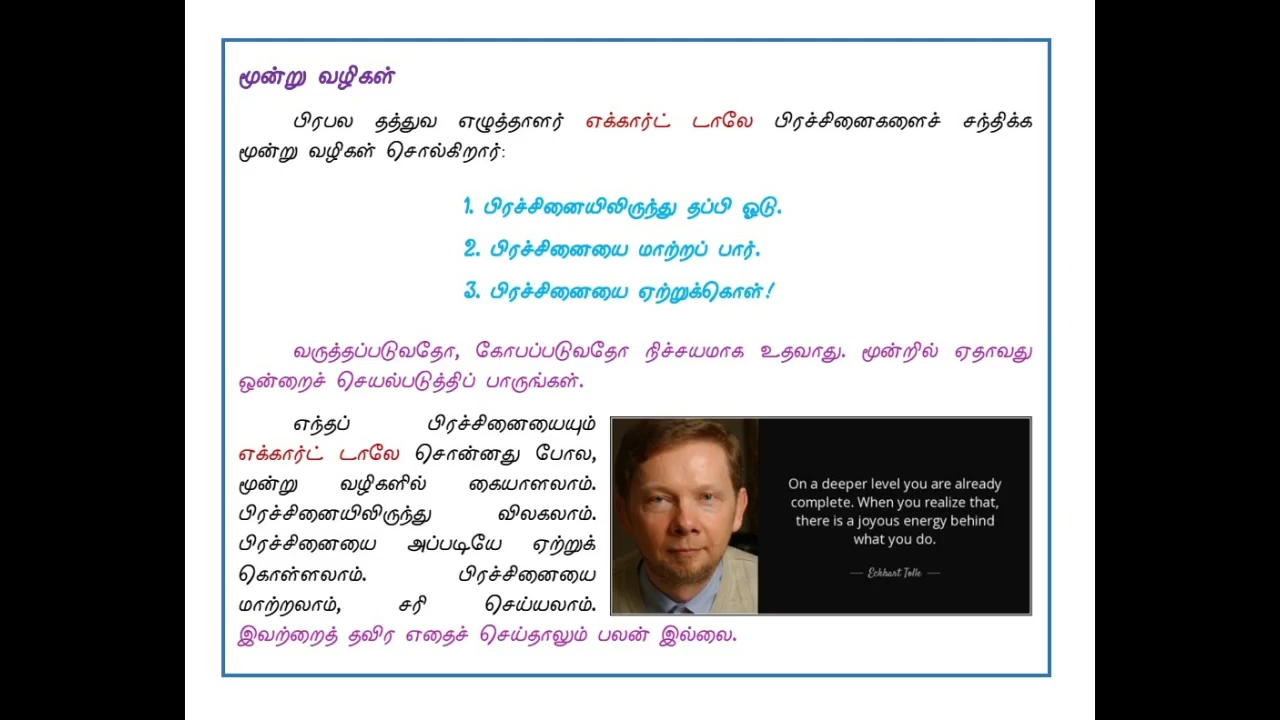 மூன்று வழிகள்
பிரபல தத்துவ எழுத்தாளர் எக்கார்ட் டாலே பிரச்சினைகளைச் சந்திக்க
மூன்று வழிகள் சொல்கிறார்:
1. பிரச்சினையிலிருந்து தப்பி ஓடு.
2. பிரச்சினையை மாற்றப் பார்.
3. பிரச்சினையை ஏற்றுக்கொள்!
வருத்தப்படுவதோ, கோபப்படுவதோ நிச்சயமாக உதவாது. மூன்றில் ஏதாவது
ஒன்றைச் செயல்படுத்திப் பாருங்கள்.
எந்தப் பிரச்சினையையும்
எக்கார்ட் டாலே சொன்னது போல,
மூன்று வழிகளில் கையாளலாம்.
பிரச்சினையிலிருந்து விலகலாம்.
பிரச்சினையை அப்படியே ஏற்றுக்
கொள்ளலாம். பிரச்சினையை
மாற்றலாம், சரி செய்யலாம்.
இவற்றைத் தவிர எதைச் செய்தாலும் பலன் இல்லை.
On a deeper level you are already
complete. When you realize that,
there is a joyous energy behind
what you do.
— Eckhart Tolle —